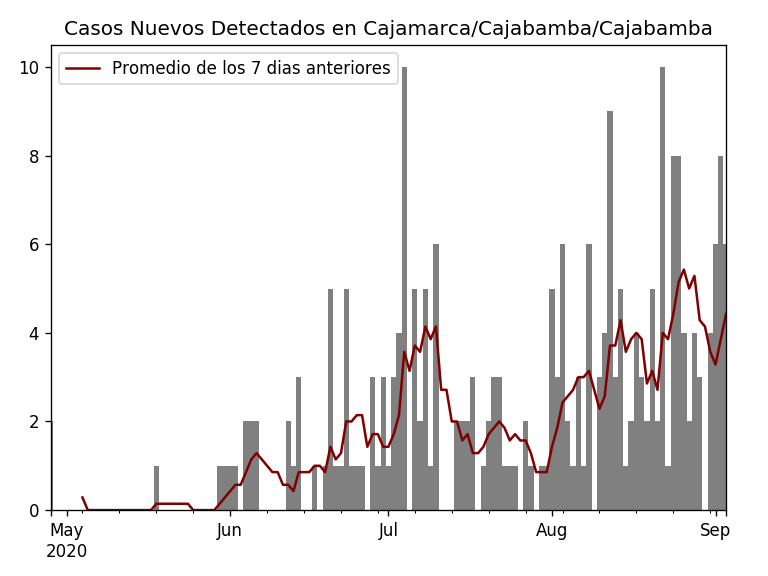 Casos Nuevos Detectados en Cajamarca/Cajabamba/Cajabamba
Promedio de los 7 dias anteriores
10
8
6
4
2
0
May Jun Jul Aug Sep
2020